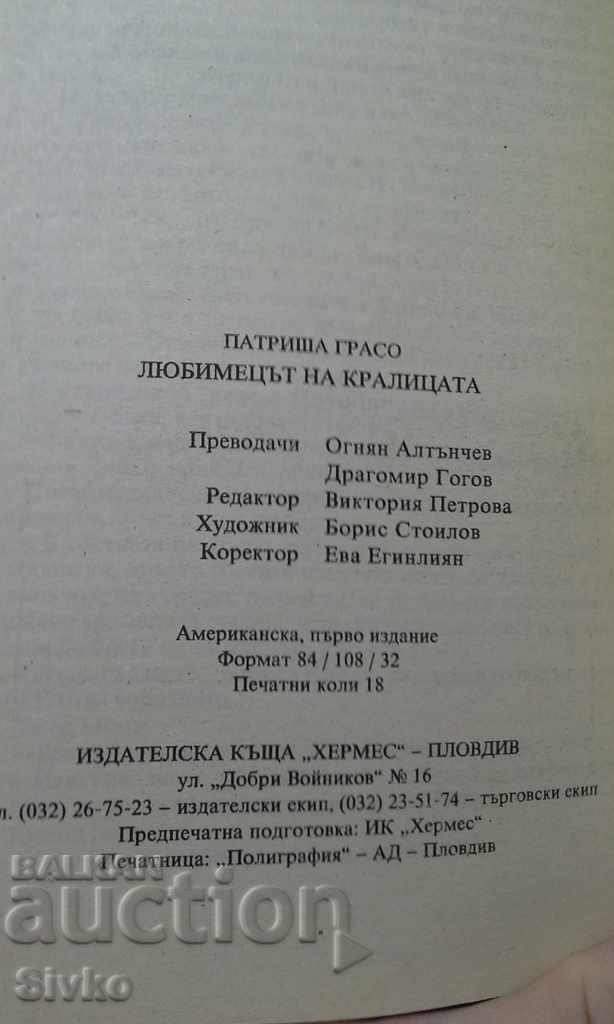 ПАТРИША ГРАСО
ЛЮБИМЕЦЪТ НА КРАЛИЦАТА
Преводачи Огнян Алтънчев
Драгомир Гогов
Редактор Виктория Петрова
Художник Борис Стоилов
Коректор Ева Егинлиян
Американска, първо издание
Формат 84 / 108 / 32
Печатни коли 18
ИЗДАТЕЛСКА КЪЩА „ХЕРМЕС“ – ПЛОВДИВ
ул. „Добри Войников“ № 16
л. (032) 26-75-23 – издателски екип, (032) 23-51-74 – търговски екип
Предпечатна подготовка: ИК „Хермес“
Печатница: „Полиграфия“ – АД – Пловдив
BALKAN
auction
Sivko